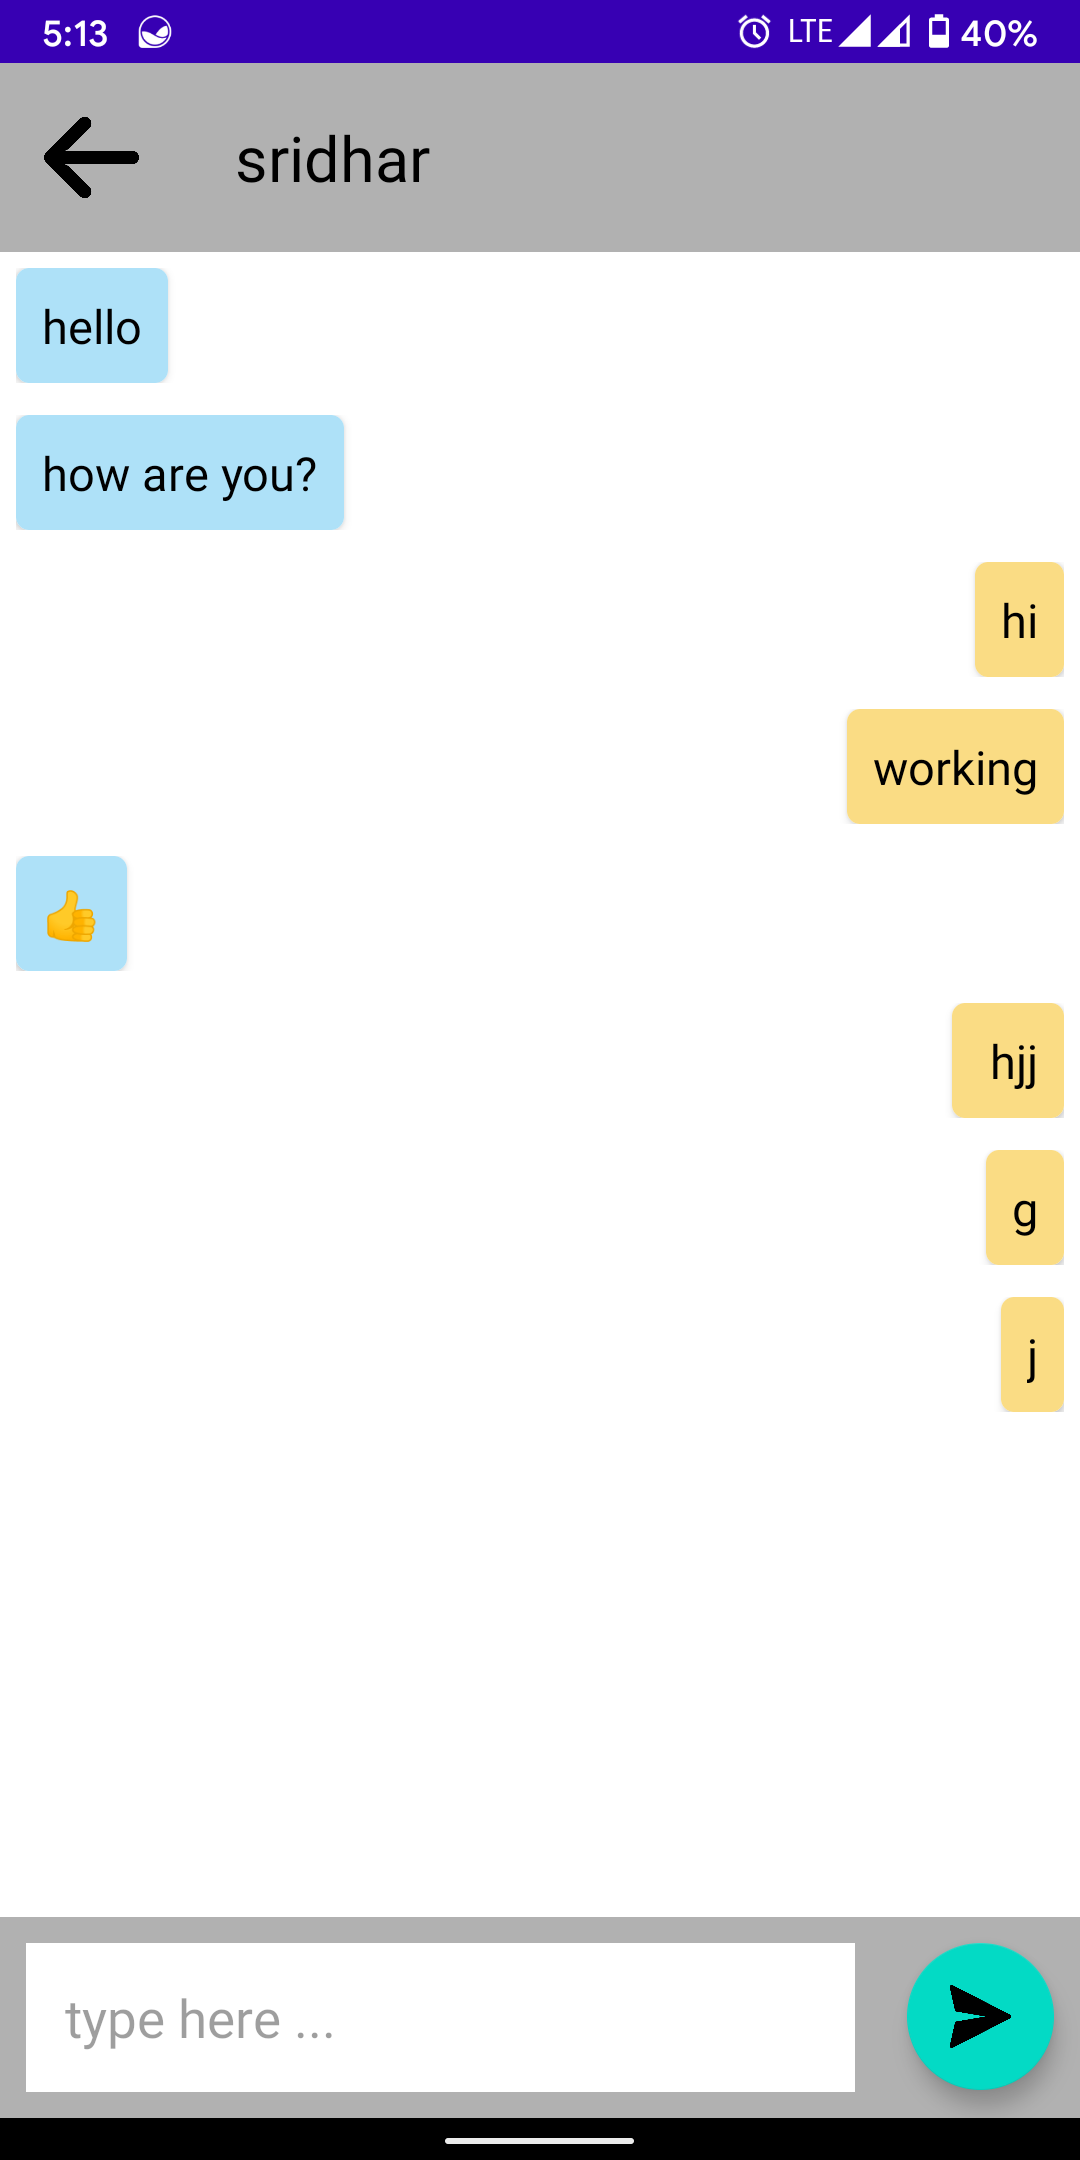 5:13 LTE 40%
sridhar
hello
how are you?
hi
working
👍
hjj
g
j
type here ...